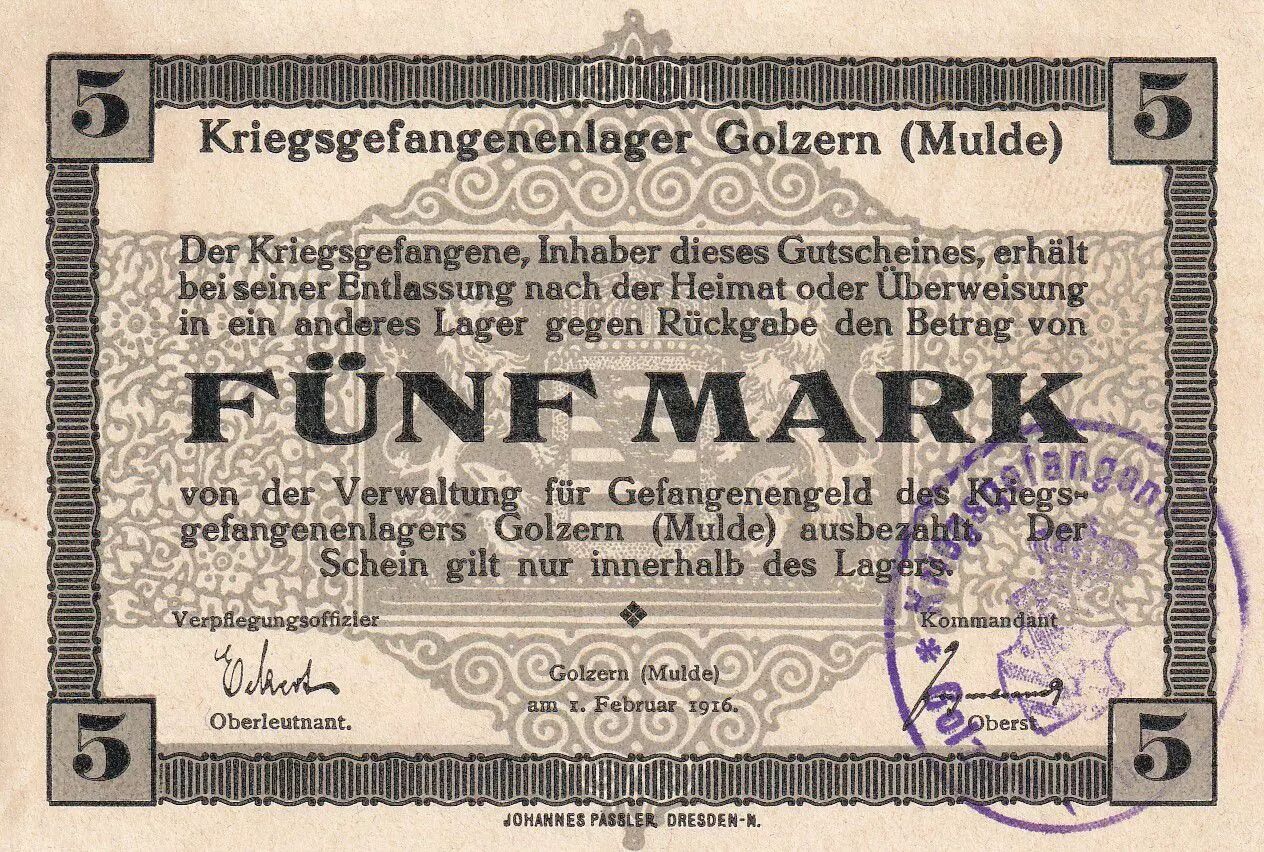 5 5
Kriegsgefangenenlager Golzern (Mulde)
Der Kriegsgefangene, Inhaber dieses Gutscheines, erhält
bei seiner Entlassung nach der Heimat oder Überweisung
in ein anderes Lager gegen Rückgabe den Betrag von
FÜNF MARK
von der Verwaltung für Gefangenengeld des Kriegs-
gefangenenlagers Golzern (Mulde) ausbezahlt. Der
Schein gilt nur innerhalb des Lagers.
Verpflegungsoffizier
Kommandant
Eckert
Oberleutnant.
Golzern (Mulde)
am 1. Februar 1916.
Oberst.
* Kriegsgefangen
Gol
5 5
JOHANNES PÄSSLER, DRESDEN-N.